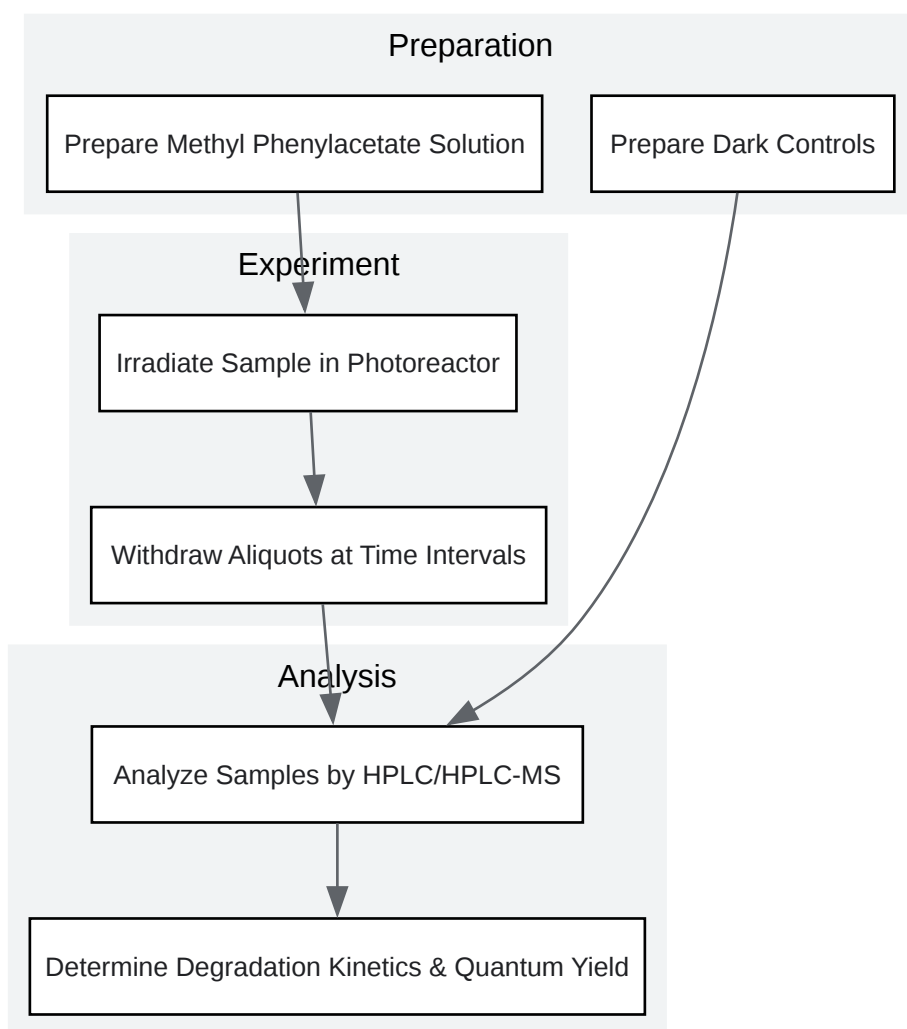 Preparation
Prepare Methyl Phenylacetate Solution
Prepare Dark Controls
Experiment
Irradiate Sample in Photoreactor
Withdraw Aliquots at Time Intervals
Analysis
Analyze Samples by HPLC/HPLC-MS
Determine Degradation Kinetics & Quantum Yield